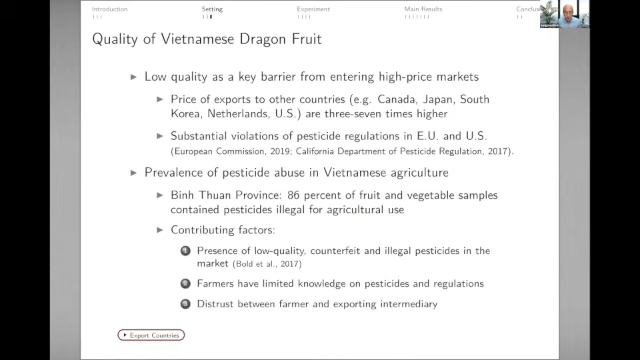 Introduction Setting Experiment Main Results Conclus
Quality of Vietnamese Dragon Fruit
Low quality as a key barrier from entering high-price markets
Price of exports to other countries (e.g. Canada, Japan, South
Korea, Netherlands, U.S.) are three-seven times higher
Substantial violations of pesticide regulations in E.U. and U.S.
(European Commission, 2019; California Department of Pesticide Regulation, 2017).
Prevalence of pesticide abuse in Vietnamese agriculture
Binh Thuan Province: 86 percent of fruit and vegetable samples
contained pesticides illegal for agricultural use
Contributing factors:
1 Presence of low-quality, counterfeit and illegal pesticides in the
market (Bold et al., 2017)
2 Farmers have limited knowledge on pesticides and regulations
3 Distrust between farmer and exporting intermediary
Export Countries